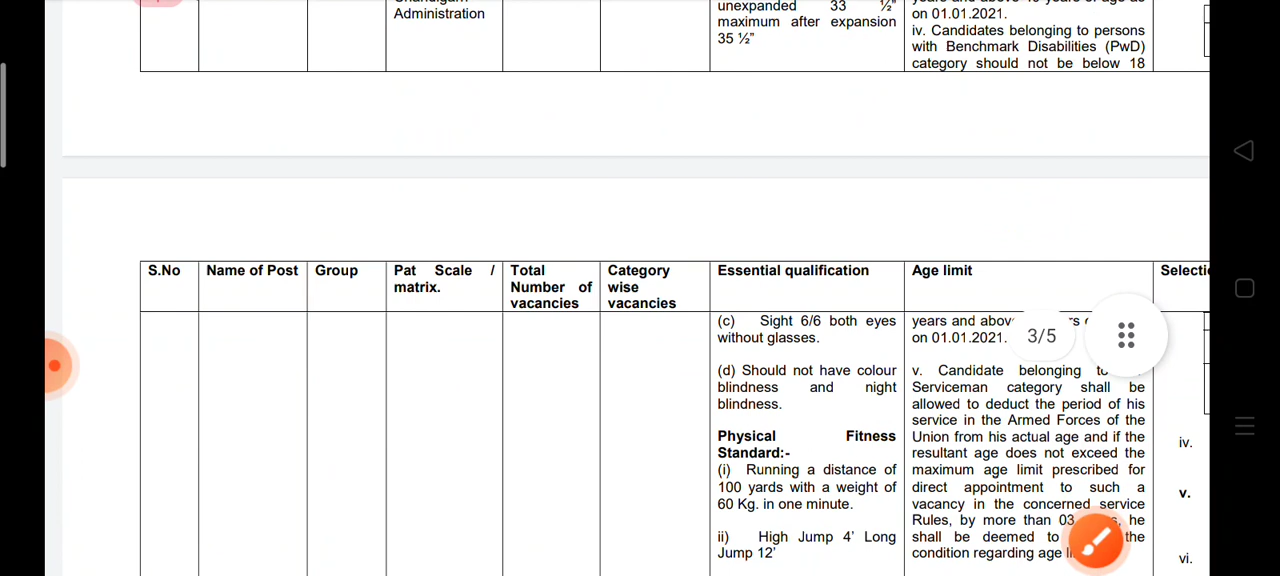 Administration
unexpanded 33 ½"
maximum after expansion
35 ½"
on 01.01.2021.
iv. Candidates belonging to persons
with Benchmark Disabilities (PwD)
category should not be below 18
S.No
Name of Post
Group
Pat Scale /
matrix.
Total
Number of
vacancies
Category
wise
vacancies
Essential qualification
Age limit
(c) Sight 6/6 both eyes
without glasses.
(d) Should not have colour
blindness and night
blindness.
Physical Fitness
Standard:-
(i) Running a distance of
100 yards with a weight of
60 Kg. in one minute.
ii) High Jump 4' Long
Jump 12'
years and
on 01.01.2021.
v. Candidate belonging
Serviceman category shall be
allowed to deduct the period of his
service in the Armed Forces of the
Union from his actual age and if the
resultant age does not exceed the
maximum age limit prescribed for
direct appointment to such a
vacancy in the concerned service
Rules, by more than 03 he
shall be deemed to the
condition regarding age
iv.
v.
vi.
3/5